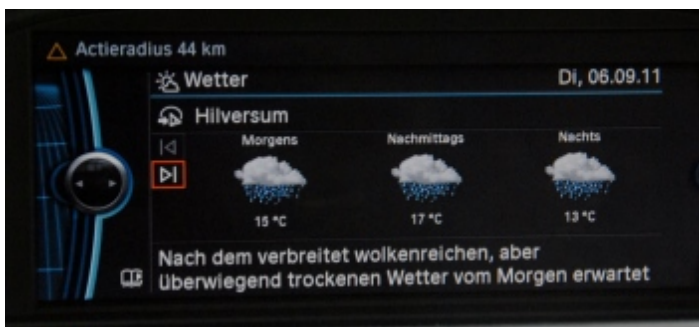 Actieradius 44 km
Wetter Di, 06.09.11
Hilversum
Morgens Nachmittags Nachts
15 °C 17 °C 13 °C
Nach dem verbreitet wolkenreichen, aber
überwiegend trockenen Wetter vom Morgen erwartet